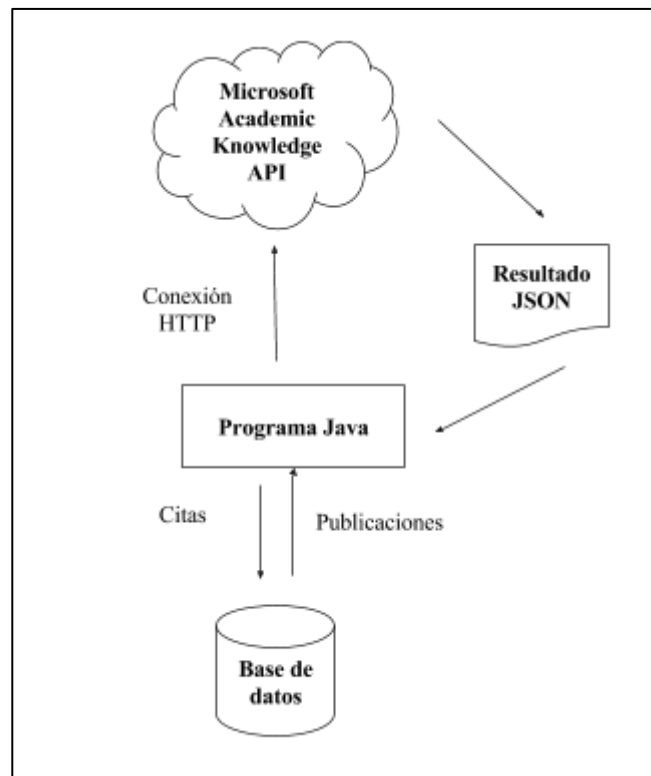 Microsoft
Academic
Knowledge
API
Resultado
JSON
Conexión
HTTP
Programa Java
Citas
Publicaciones
Base de
datos